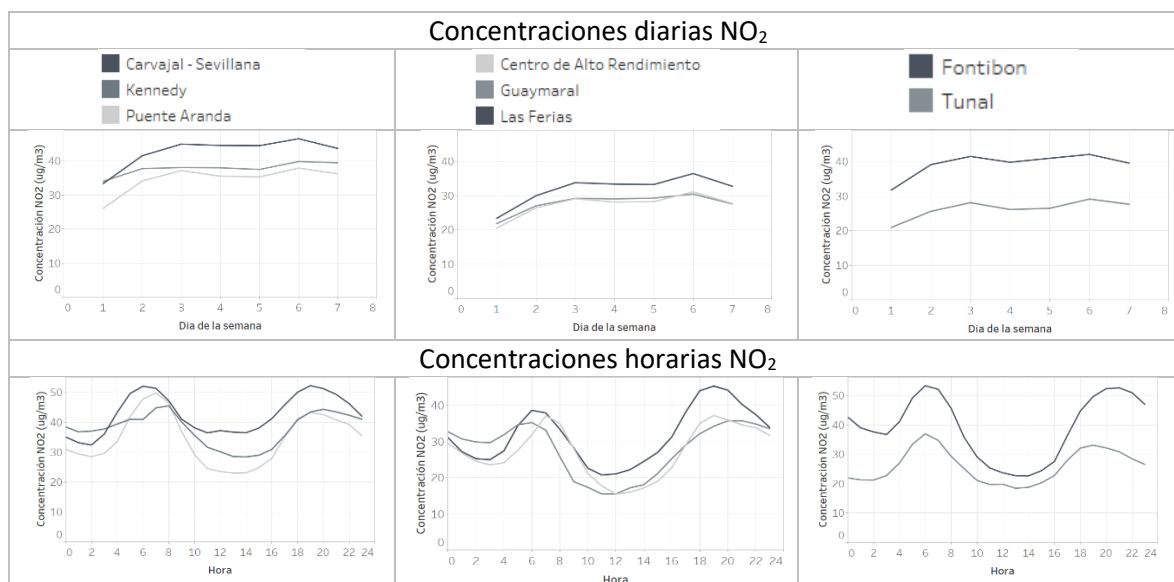 Concentraciones diarias NO₂
Carvajal - Sevillana
Kennedy
Puente Aranda
Centro de Alto Rendimiento
Guaymaral
Las Ferias
Fontibon
Tunal
Concentración NO2 (ug/m3)
40
30
20
10
0
0 1 2 3 4 5 6 7 8
Dia de la semana
Concentración NO2 (ug/m3)
40
30
20
10
0
0 1 2 3 4 5 6 7 8
Dia de la semana
Concentración NO2 (ug/m3)
40
30
20
10
0
0 1 2 3 4 5 6 7 8
Dia de la semana
Concentraciones horarias NO₂
Concentración NO2 (ug/m3)
50
40
30
20
10
0
0 2 4 6 8 10 12 14 16 18 20 22 24
Hora
Concentración NO2 (ug/m3)
40
30
20
10
0
0 2 4 6 8 10 12 14 16 18 20 22 24
Hora
Concentración NO2 (ug/m3)
50
40
30
20
10
0
0 2 4 6 8 10 12 14 16 18 20 22 24
Hora